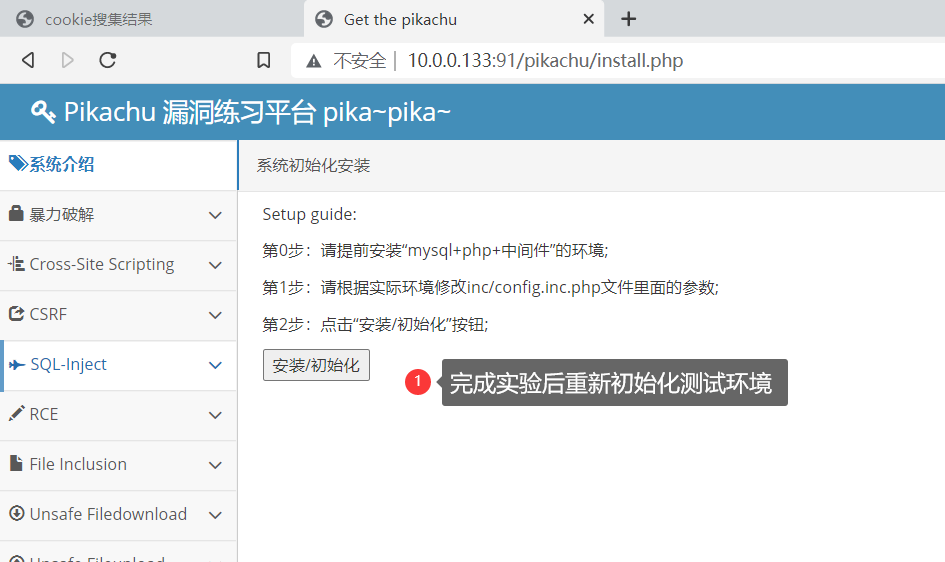 cookie搜集结果
Get the pikachu
不安全 | 10.0.0.133:91/pikachu/install.php
Pikachu 漏洞练习平台 pika~pika~
系统介绍
系统初始化安装
暴力破解
Cross-Site Scripting
CSRF
SQL-Inject
RCE
File Inclusion
Unsafe Filedownload
Unsafe Fileupload
Setup guide:
第0步：请提前安装“mysql+php+中间件”的环境;
第1步：请根据实际环境修改inc/config.inc.php文件里面的参数;
第2步：点击“安装/初始化”按钮;
安装/初始化
1 完成实验后重新初始化测试环境